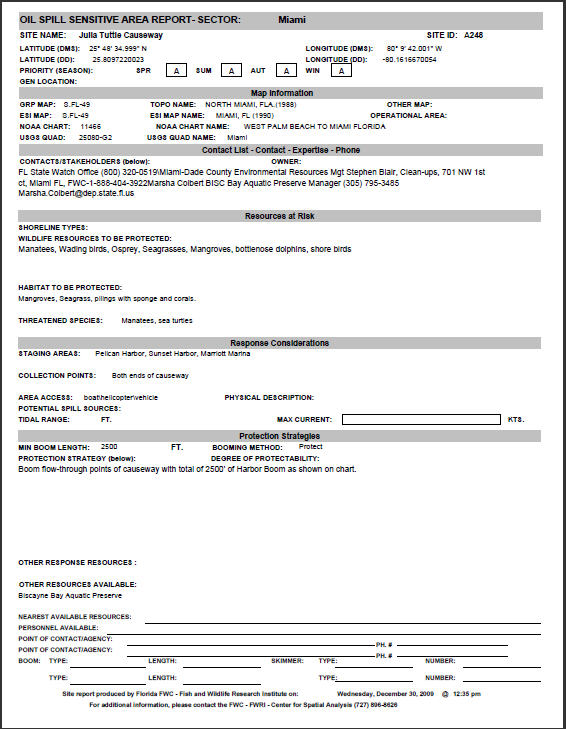 OIL SPILL SENSITIVE AREA REPORT- SECTOR: Miami
SITE NAME: Julia Tuttle Causeway SITE ID: A248
LATITUDE (DMS): 25° 48' 34.999" N LONGITUDE (DMS): 80° 9' 42.001" W
LATITUDE (DD): 25.8097220023 LONGITUDE (DD): -80.1616670054
PRIORITY (SEASON): SPR A SUM A AUT A WIN A
GEN LOCATION:
Map Information
GRP MAP: S.FL-49 TOPO NAME: NORTH MIAMI, FLA.(1988) OTHER MAP:
ESI MAP: S.FL-49 ESI MAP NAME: MIAMI, FL (1990) OPERATIONAL AREA:
NOAA CHART: 11466 NOAA CHART NAME: WEST PALM BEACH TO MIAMI FLORIDA
USGS QUAD: 25080-G2 USGS QUAD NAME: Miami
Contact List - Contact - Expertise - Phone
CONTACTS/STAKEHOLDERS (below): OWNER:
FL State Watch Office (800) 320-0519\Miami-Dade County Environmental Resources Mgt Stephen Blair, Clean-ups, 701 NW 1st
ct, Miami FL, FWC-1-888-404-3922Marsha Colbert BISC Bay Aquatic Preserve Manager (305) 795-3485
Marsha.Colbert@dep.state.fl.us
Resources at Risk
SHORELINE TYPES:
WILDLIFE RESOURCES TO BE PROTECTED:
Manatees, Wading birds, Osprey, Seagrasses, Mangroves, bottlenose dolphins, shore birds
HABITAT TO BE PROTECTED:
Mangroves, Seagrass, pilings with sponge and corals.
THREATENED SPECIES: Manatees, sea turtles
Response Considerations
STAGING AREAS: Pelican Harbor, Sunset Harbor, Marriott Marina
COLLECTION POINTS: Both ends of causeway
AREA ACCESS: boat\helicopter\vehicle PHYSICAL DESCRIPTION:
POTENTIAL SPILL SOURCES:
TIDAL RANGE: FT. MAX CURRENT: KTS.
Protection Strategies
MIN BOOM LENGTH: 2500 FT. BOOMING METHOD: Protect
PROTECTION STRATEGY (below): DEGREE OF PROTECTABILITY:
Boom flow-through points of causeway with total of 2500' of Harbor Boom as shown on chart.
OTHER RESPONSE RESOURCES :
OTHER RESOURCES AVAILABLE:
Biscayne Bay Aquatic Preserve
NEAREST AVAILABLE RESOURCES:
PERSONNEL AVAILABLE:
POINT OF CONTACT/AGENCY: PH. #
POINT OF CONTACT/AGENCY: PH. #
BOOM: TYPE: LENGTH: SKIMMER: TYPE: NUMBER:
TYPE: LENGTH: TYPE: NUMBER:
Site report produced by Florida FWC - Fish and Wildlife Research Institute on: Wednesday, December 30, 2009 @ 12:35 pm
For additional information, please contact the FWC - FWRI - Center for Spatial Analysis (727) 896-8626